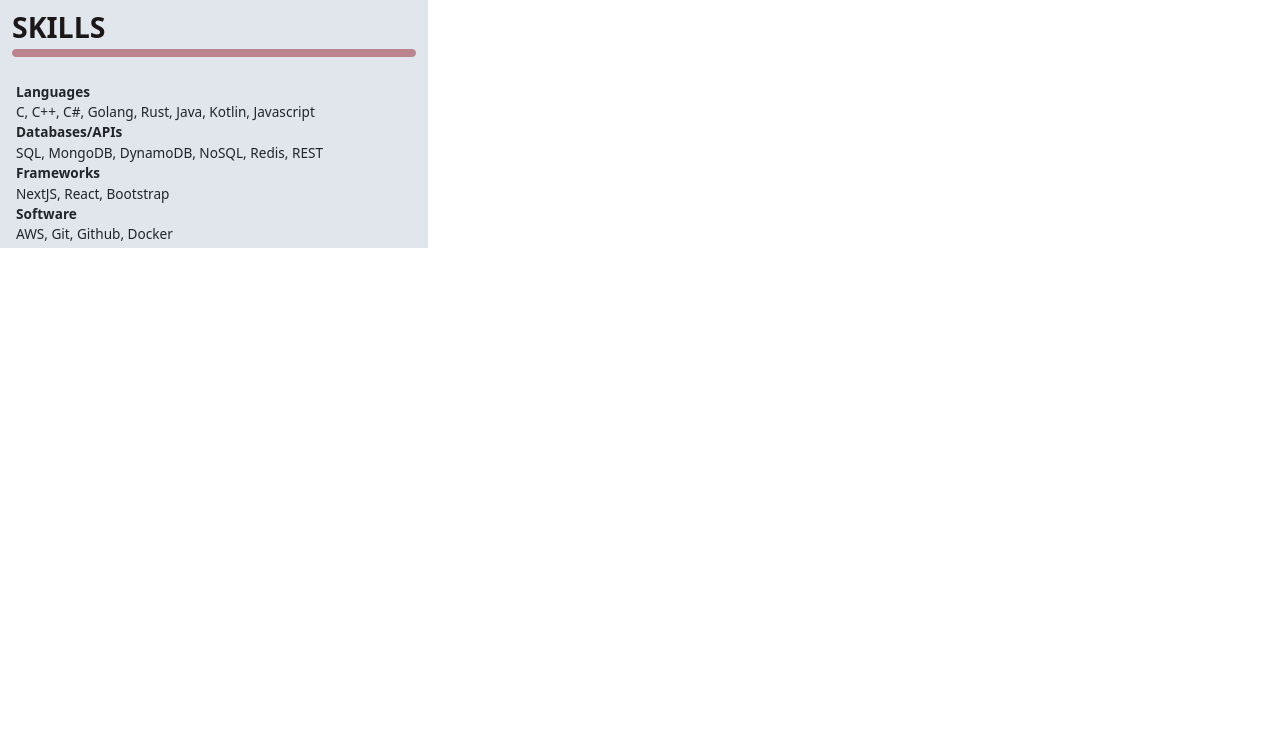 SKILLS
Languages
C, C++, C#, Golang, Rust, Java, Kotlin, Javascript
Databases/APIs
SQL, MongoDB, DynamoDB, NoSQL, Redis, REST
Frameworks
NextJS, React, Bootstrap
Software
AWS, Git, Github, Docker